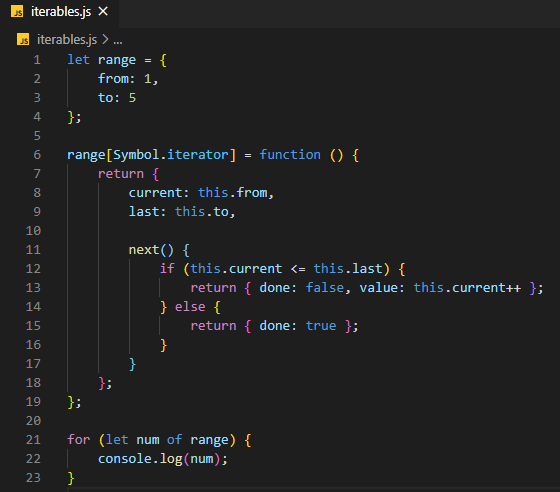 JS iterables.js ×
JS iterables.js > ...
1 let range = {
2     from: 1,
3     to: 5
4 };
5
6 range[Symbol.iterator] = function () {
7     return {
8         current: this.from,
9         last: this.to,
10
11         next() {
12             if (this.current <= this.last) {
13                 return { done: false, value: this.current++ };
14             } else {
15                 return { done: true };
16             }
17         }
18     };
19 };
20
21 for (let num of range) {
22     console.log(num);
23 }